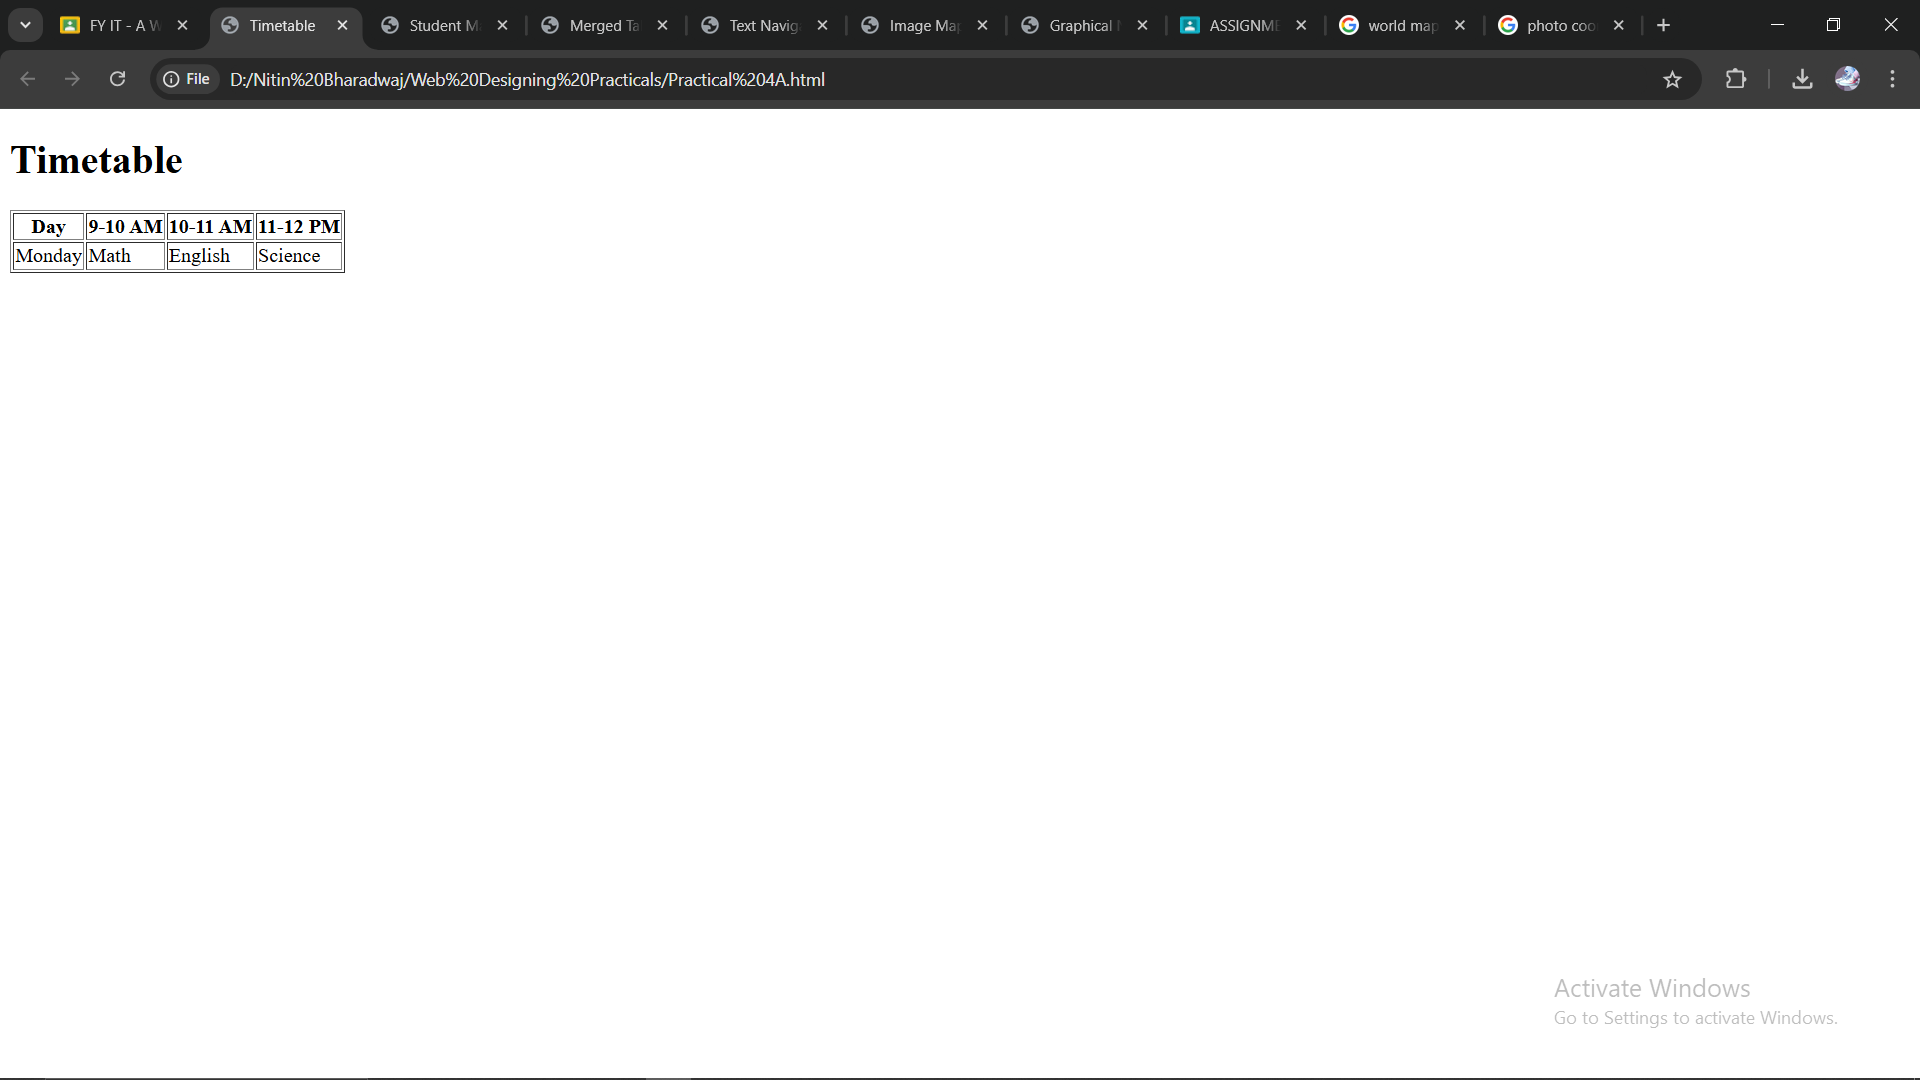 FY IT - A W
Timetable
Student M
Merged Ta
Text Navig
Image Map
Graphical
ASSIGNME
world map
photo coo
File
D:/Nitin%20Bharadwaj/Web%20Designing%20Practicals/Practical%204A.html
Timetable
Day 9-10 AM 10-11 AM 11-12 PM
Monday Math English Science
Activate Windows
Go to Settings to activate Windows.